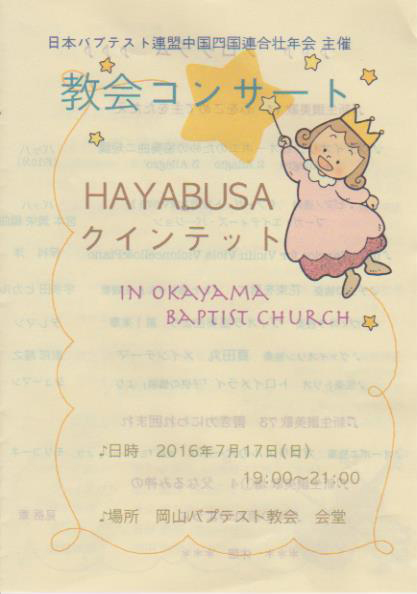 日本バプテスト連盟中国四国連合壮年会 主催
教会コンサート
HAYABUSA
クインテット
IN OKAYAMA
BAPTIST CHURCH
♪日時 2016年7月17日(日)
19:00〜21:00
♪場所 岡山バプテスト教会 会堂